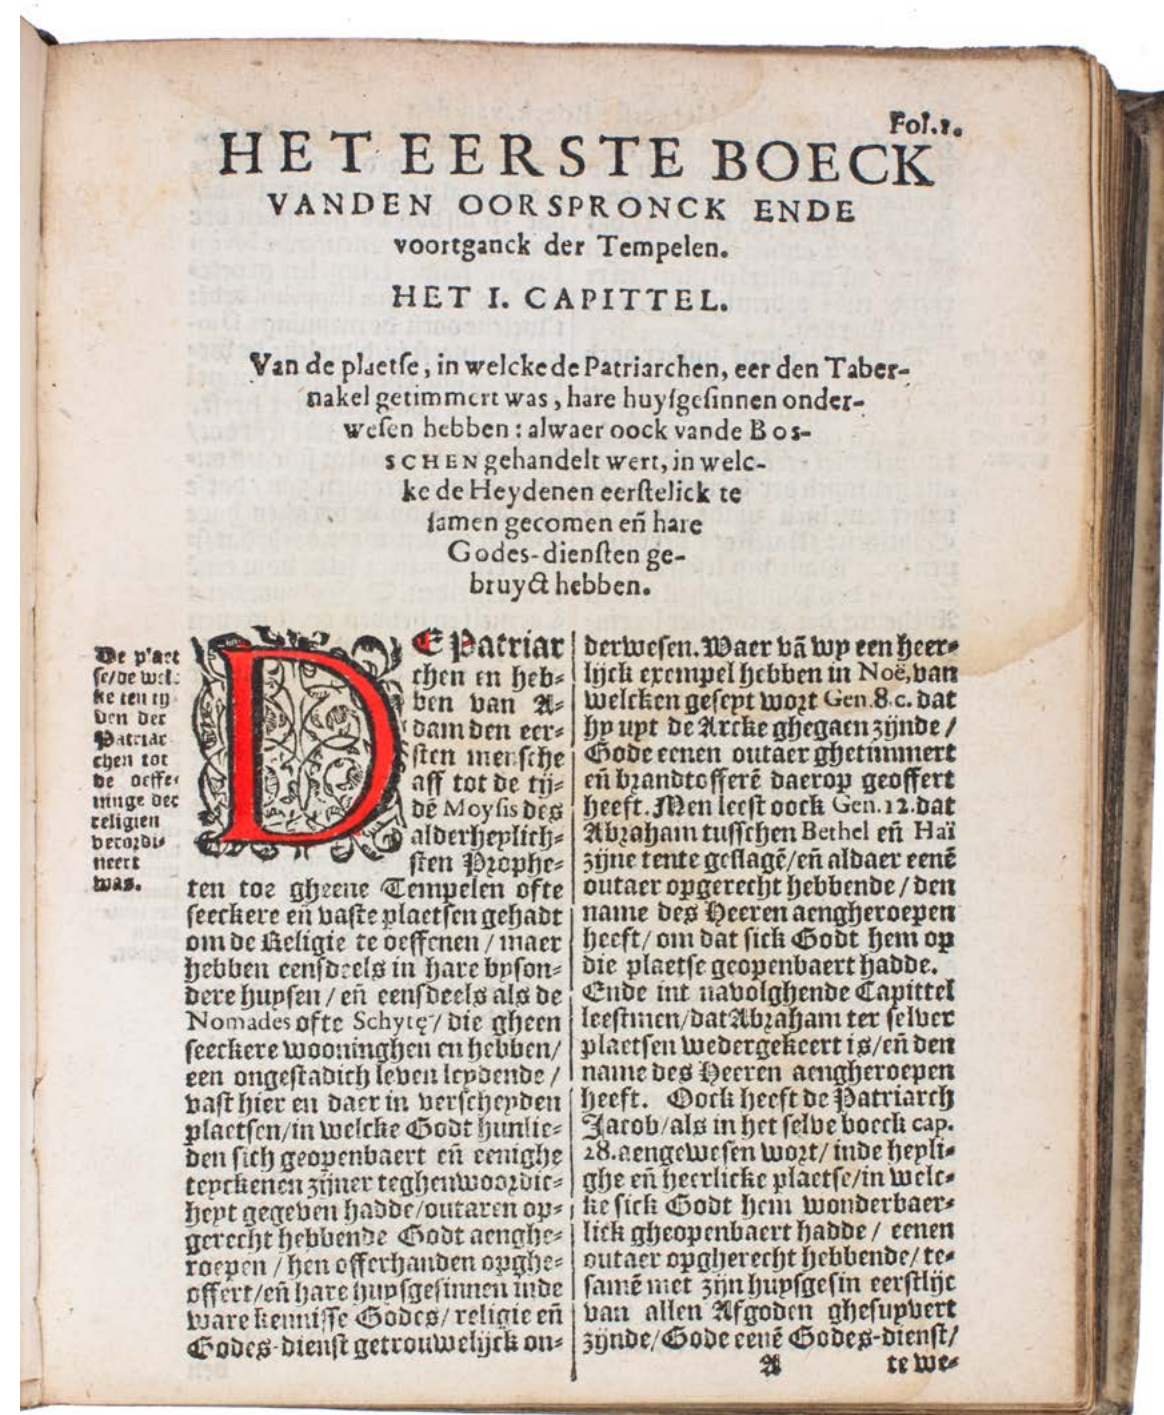 Fol.1.
HET EERSTE BOECK
VANDEN OORSPRONCK ENDE
voortganck der Tempelen.
HET I. CAPITTEL.
Van de plaetse, in welcke de Patriarchen, eer den Taber-
nakel getimmert was, hare huysgesinnen onder-
wesen hebben: alwaer oock vande BOS-
SCHEN gehandelt wert, in welc-
ke de Heydenen eerstelick te
samen gecomen eñ hare
Godes-diensten ge-
bruyct hebben.
De plaet
se/de wel-
ke ten ty-
den der
Patriar-
chen tot
de oeffe-
ninge der
religien
verordi-
neert
was.
DE Patriar
chen en heb-
ben van A-
dam den eer-
sten mensche
aff tot de tij-
dẽ Moysis des
alderheylich-
sten Prophe-
ten toe gheene Tempelen ofte
seeckere eñ vaste plaetsen gehadt
om de Religie te oeffenen / maer
hebben eensdeels in hare byson-
dere huysen / eñ eensdeels als de
Nomades ofte Schytę / die gheen
seeckere wooninghen en hebben/
een ongestadich leven leydende /
vast hier en daer in verscheyden
plaetsen/in welcke Godt hunlie-
den sich geopenbaert eñ eenighe
teyckenen zijner teghenwoordic-
heyt gegeven hadde/outaren op-
gerecht hebbende Godt aenghe-
roepen / hen offerhanden opghe-
offert/eñ hare huysgesinnen inde
ware kennisse Godes/ religie eñ
Godes-dienst getrouwelijck on-
derwesen. Waer vã wy een heer-
lijck exempel hebben in Noë, van
welcken geseyt wort Gen.8.c. dat
hy uyt de Arcke ghegaen zijnde /
Gode eenen outaer ghetimmert
eñ brandtofferẽ daerop geoffert
heeft. Men leest oock Gen.12.dat
Abraham tusschen Bethel eñ Haï
zijne tente geslagẽ/eñ aldaer eenẽ
outaer opgerecht hebbende / den
name des Heeren aengheroepen
heeft/ om dat sick Godt hem op
die plaetse geopenbaert hadde.
Ende int navolghende Capittel
leestmen/dat Abraham ter selver
plaetsen wedergekeert is/eñ den
name des Heeren aengheroepen
heeft. Oock heeft de Patriarch
Jacob/als in het selve boeck cap.
28.aengewesen wort/ inde heyli-
ghe eñ heerlicke plaetse/in welc-
ke sick Godt hem wonderbaer-
lick gheopenbaert hadde / eenen
outaer opgherecht hebbende/ te-
samẽ met zijn huysgesin eerstlijc
van allen Afgoden ghesuyvert
zijnde/Gode eenẽ Godes-dienst/
A
te we-